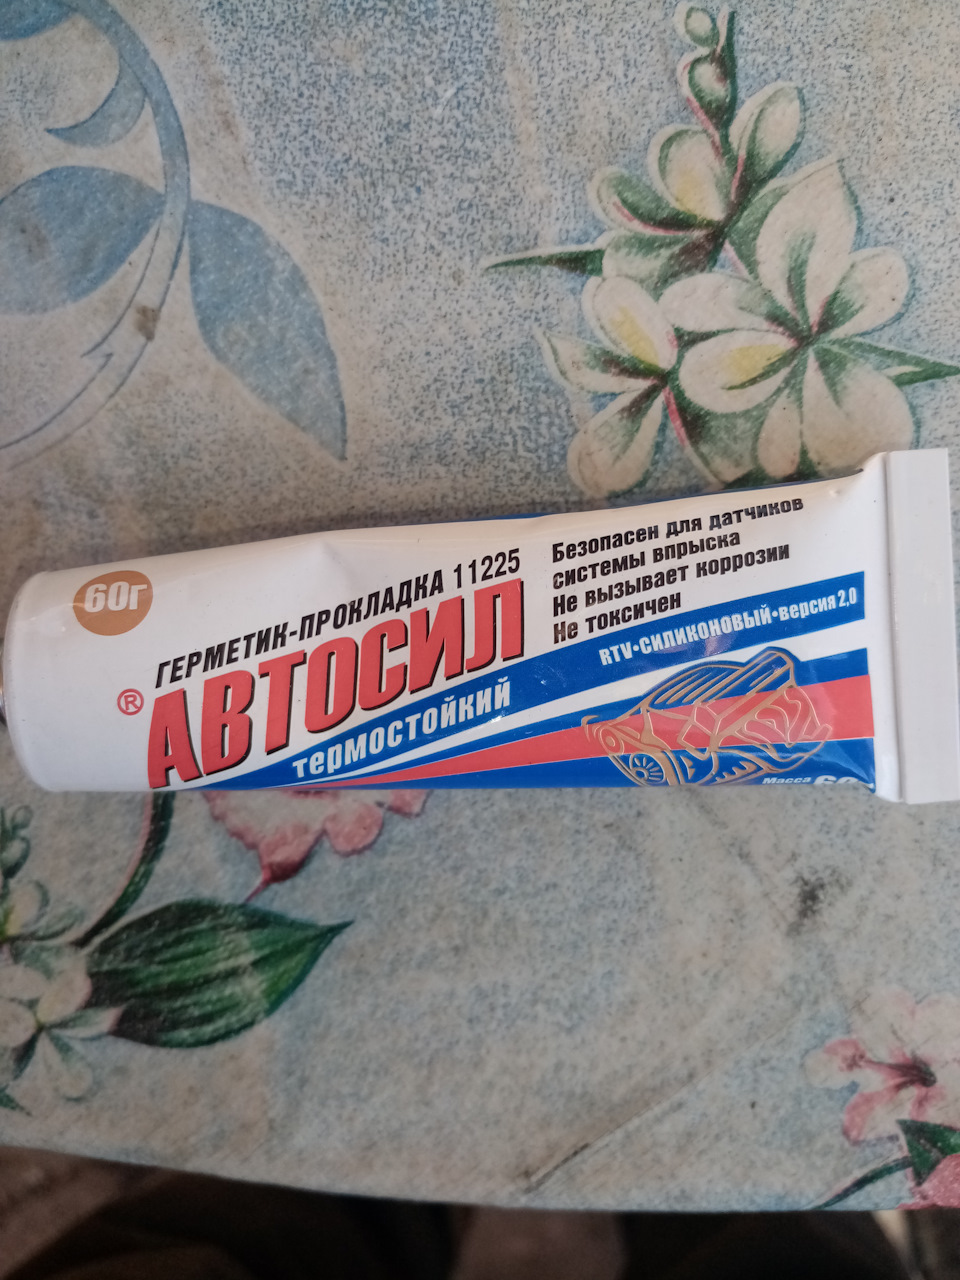 60г
ГЕРМЕТИК-ПРОКЛАДКА 11225
®АВТОСИЛ
термостойкий
Безопасен для датчиков
системы впрыска
Не вызывает коррозии
Не токсичен
RTV•СИЛИКОНОВЫЙ•версия 2,0
Масса